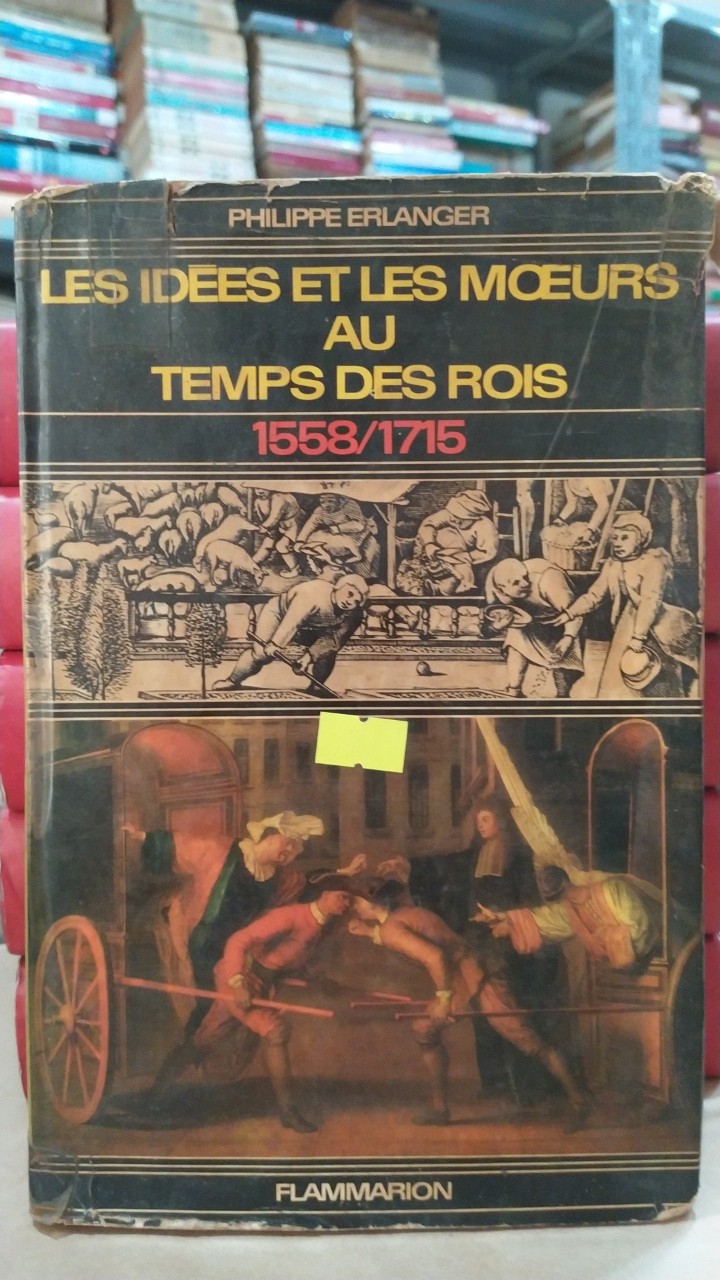 PHILIPPE ERLANGER
LES IDÉES ET LES MŒURS
AU
TEMPS DES ROIS
1558/1715
FLAMMARION